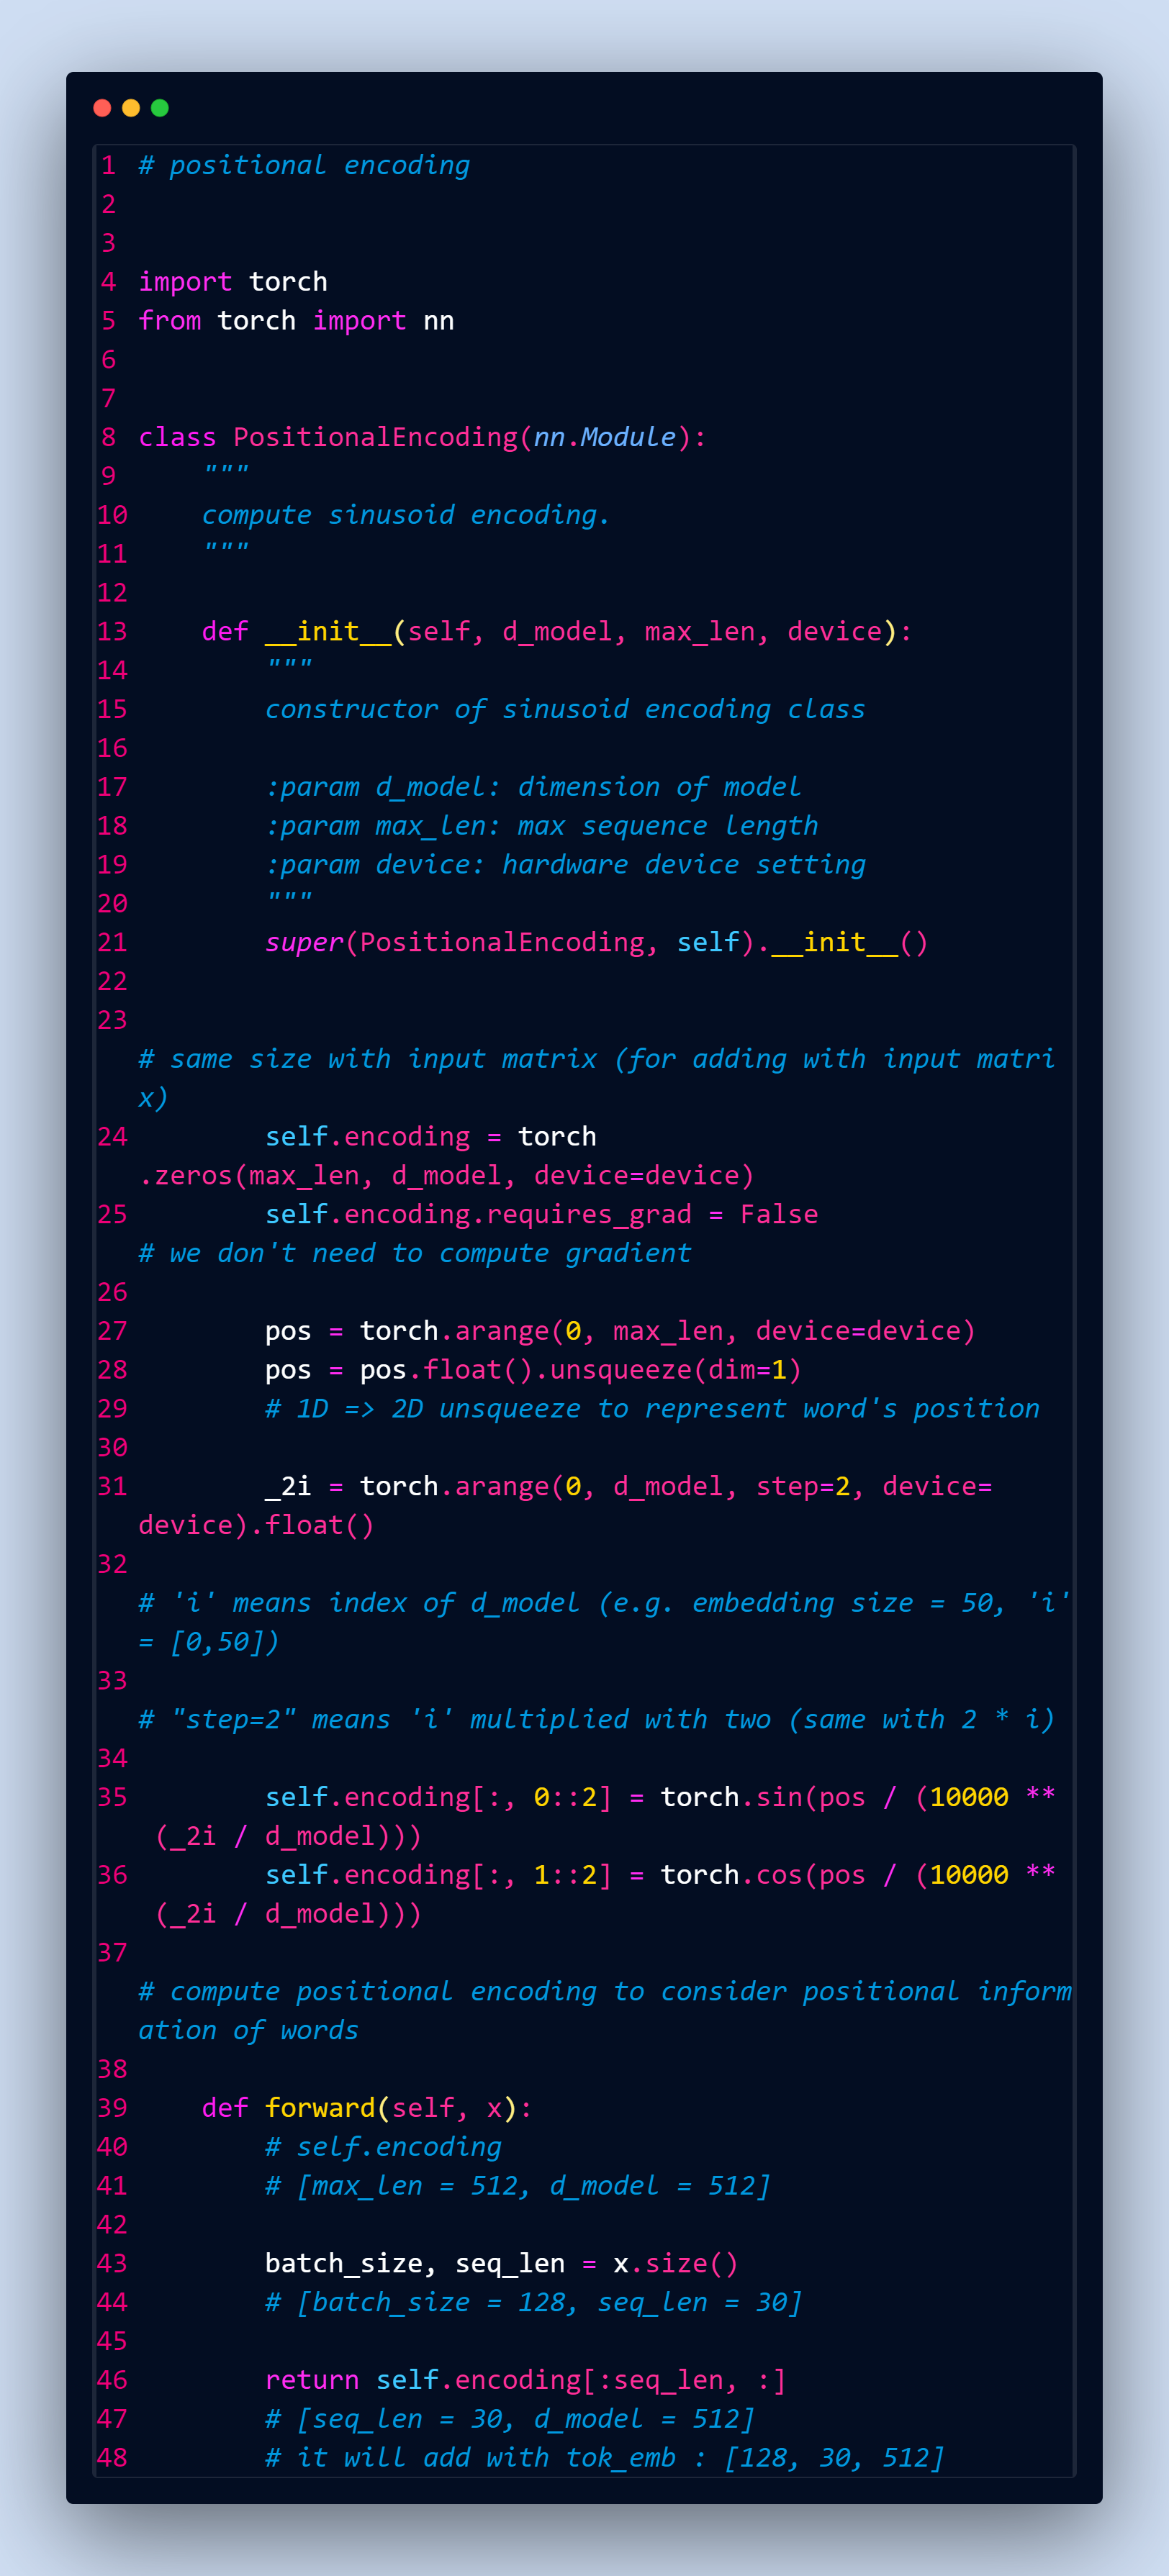 1 # positional encoding
2
3
4 import torch
5 from torch import nn
6
7
8 class PositionalEncoding(nn.Module):
9     """
10     compute sinusoid encoding.
11     """
12
13     def __init__(self, d_model, max_len, device):
14         """
15         constructor of sinusoid encoding class
16
17         :param d_model: dimension of model
18         :param max_len: max sequence length
19         :param device: hardware device setting
20         """
21         super(PositionalEncoding, self).__init__()
22
23
# same size with input matrix (for adding with input matri
x)
24         self.encoding = torch
.zeros(max_len, d_model, device=device)
25         self.encoding.requires_grad = False
# we don't need to compute gradient
26
27         pos = torch.arange(0, max_len, device=device)
28         pos = pos.float().unsqueeze(dim=1)
29         # 1D => 2D unsqueeze to represent word's position
30
31         _2i = torch.arange(0, d_model, step=2, device=
device).float()
32
# 'i' means index of d_model (e.g. embedding size = 50, 'i'
= [0,50])
33
# "step=2" means 'i' multiplied with two (same with 2 * i)
34
35         self.encoding[:, 0::2] = torch.sin(pos / (10000 **
(_2i / d_model)))
36         self.encoding[:, 1::2] = torch.cos(pos / (10000 **
(_2i / d_model)))
37
# compute positional encoding to consider positional inform
ation of words
38
39     def forward(self, x):
40         # self.encoding
41         # [max_len = 512, d_model = 512]
42
43         batch_size, seq_len = x.size()
44         # [batch_size = 128, seq_len = 30]
45
46         return self.encoding[:seq_len, :]
47         # [seq_len = 30, d_model = 512]
48         # it will add with tok_emb : [128, 30, 512]